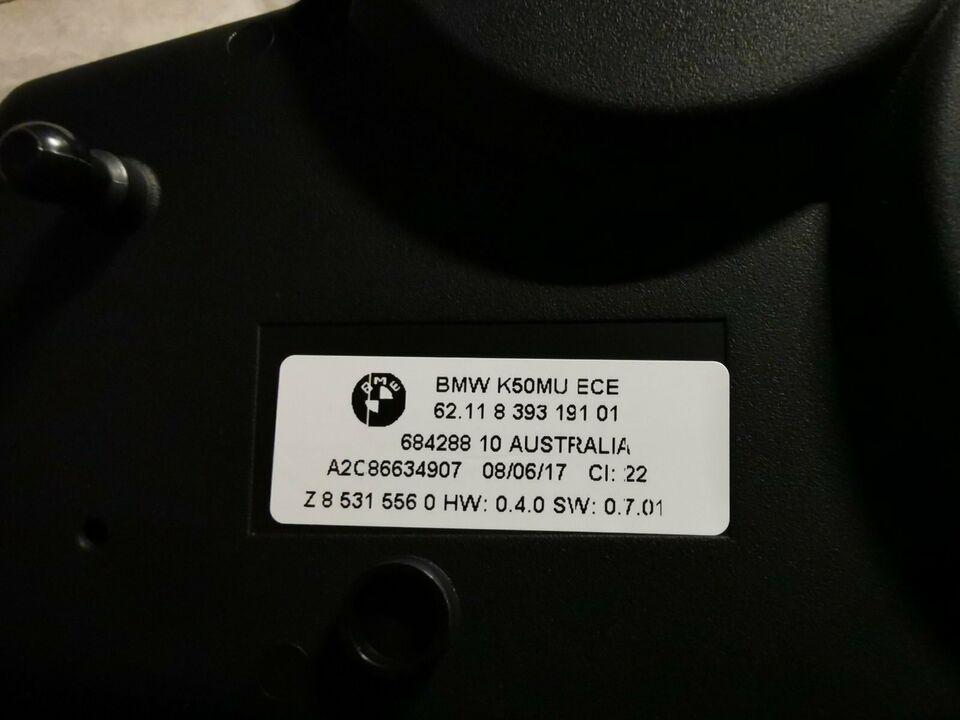 BMW
BMW K50MU ECE
62.11 8 393 191 01
684288 10 AUSTRALIA
A2C86634907 08/06/17 CI: 22
Z 8 531 556 0 HW: 0.4.0 SW: 0.7.01